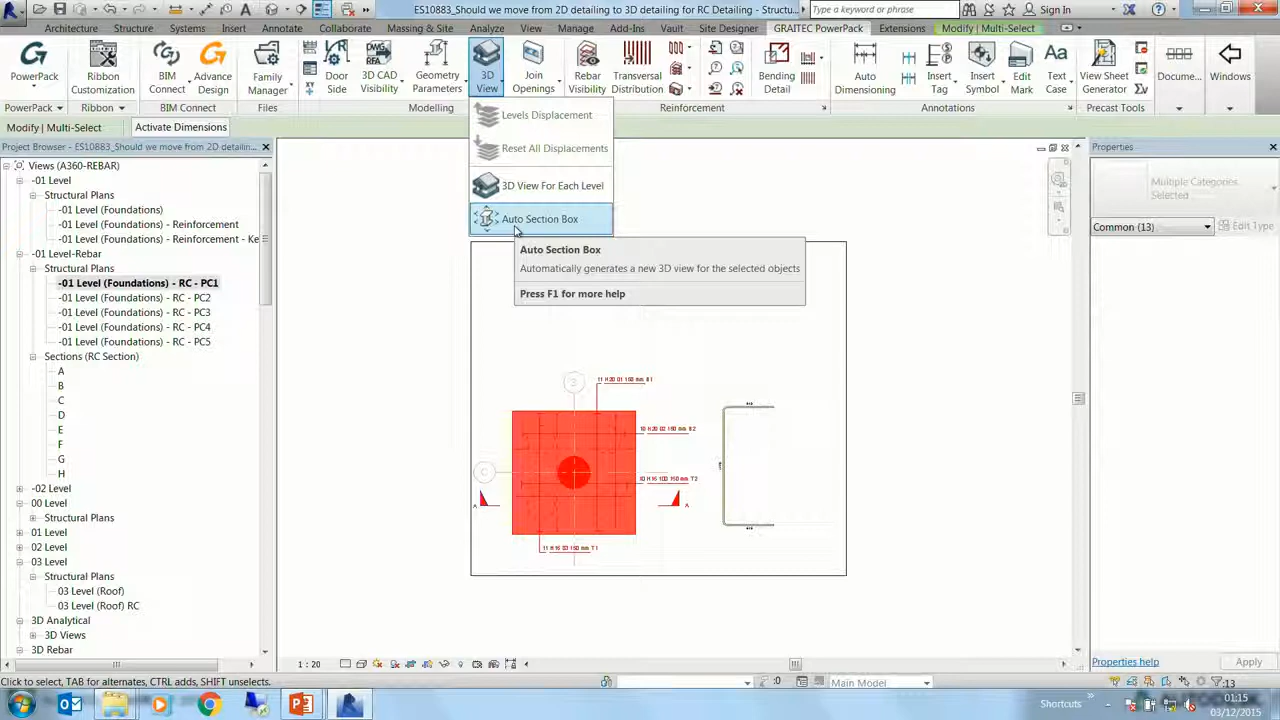 ES10883_Should we move from 2D detailing to 3D detailing for RC Detailing - Structu...
Type a keyword or phrase
Sign In
Architecture Structure Systems Insert Annotate Collaborate Massing & Site Analyze View Manage Add-Ins Vault Site Designer GRAITEC PowerPack Extensions Modify | Multi-Select
PowerPack
Ribbon Customization
BIM Connect
Advance Design
Family Manager
Door Side
3D CAD Visibility
Geometry Parameters
3D View
Join Openings
Rebar Visibility
Transversal Distribution
Bending Detail
Auto Dimensioning
Insert Tag
Insert Symbol
Edit Mark
Text Case
View Sheet Generator
Docume...
Windows
PowerPack Ribbon BIM Connect Files Modelling Reinforcement Annotations Precast Tools
Modify | Multi-Select Activate Dimensions
Levels Displacement
Reset All Displacements
3D View For Each Level
Auto Section Box
Auto Section Box
Automatically generates a new 3D view for the selected objects
Press F1 for more help
Project Browser - ES10883_Should we move from 2D detailin...
Views (A360-REBAR)
-01 Level
Structural Plans
-01 Level (Foundations)
-01 Level (Foundations) - Reinforcement
-01 Level (Foundations) - Reinforcement - Ke
-01 Level-Rebar
Structural Plans
-01 Level (Foundations) - RC - PC1
-01 Level (Foundations) - RC - PC2
-01 Level (Foundations) - RC - PC3
-01 Level (Foundations) - RC - PC4
-01 Level (Foundations) - RC - PC5
Sections (RC Section)
A
B
C
D
E
F
G
H
-02 Level
00 Level
Structural Plans
01 Level
02 Level
03 Level
Structural Plans
03 Level (Roof)
03 Level (Roof) RC
3D Analytical
3D Views
3D Rebar
C
A
A
Properties
Multiple Categories Selected
Common (13)
Edit Type
Properties help
Apply
1 : 20
Click to select, TAB for alternates, CTRL adds, SHIFT unselects.
:0
Main Model
:13
Shortcuts
01:15
03/12/2015